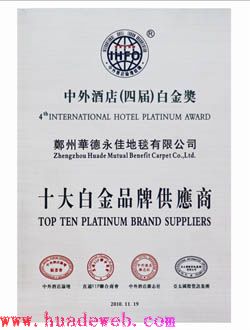 IHFO
中外酒店(四屆)白金獎
4th INTERNATIONAL HOTEL PLATINUM AWARD
鄭州華德永佳地毯有限公司
Zhengzhou Huade Mutual Benefit Carpet Co.,Ltd.
十大白金品牌供應商
TOP TEN PLATINUM BRAND SUPPLIERS
2010. 11. 19
www.huadeweb.com